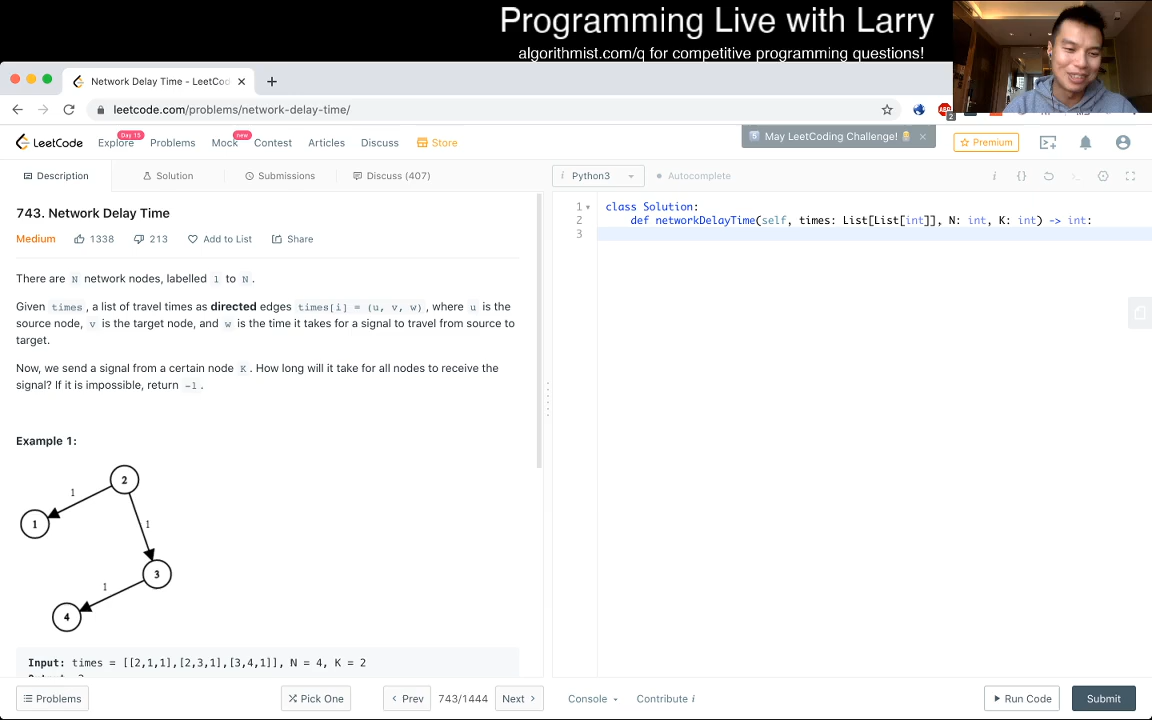 Programming Live with Larry
algorithmist.com/q for competitive programming questions!
Network Delay Time - LeetCo
leetcode.com/problems/network-delay-time/
2
LeetCode
Explore
Day 15
Problems
Mock
new
Contest
Articles
Discuss
Store
May LeetCoding Challenge!
Premium
Description
Solution
Submissions
Discuss (407)
i Python3
Autocomplete
743. Network Delay Time
Medium
1338
213
Add to List
Share
There are N network nodes, labelled 1 to N.
Given times, a list of travel times as directed edges times[i] = (u, v, w), where u is the
source node, v is the target node, and w is the time it takes for a signal to travel from source to
target.
Now, we send a signal from a certain node K. How long will it take for all nodes to receive the
signal? If it is impossible, return -1.
Example 1:
2
1
1
1
3
1
4
Input: times = [[2,1,1],[2,3,1],[3,4,1]], N = 4, K = 2
1 class Solution:
2 def networkDelayTime(self, times: List[List[int]], N: int, K: int) -> int:
3
Problems
Pick One
< Prev
743/1444
Next >
Console
Contribute i
Run Code
Submit